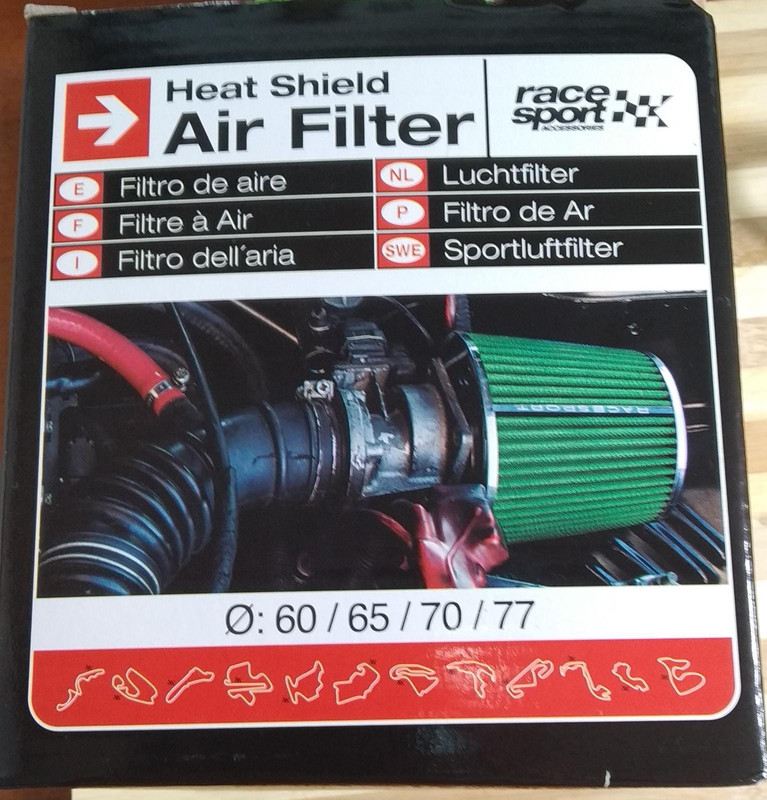 Heat Shield
Air Filter
race
sport
ACCESSORIES
E Filtro de aire
F Filtre à Air
I Filtro dell'aria
NL Luchtfilter
P Filtro de Ar
SWE Sportluftfilter
RACESPORT
Ø: 60 / 65 / 70 / 77